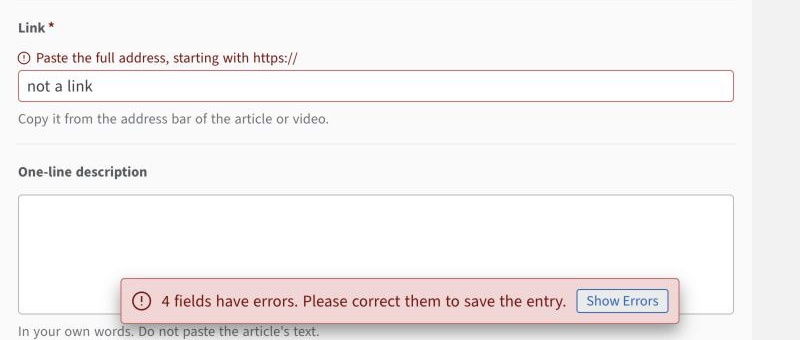 Link *
Paste the full address, starting with https://
not a link
Copy it from the address bar of the article or video.
One-line description
4 fields have errors. Please correct them to save the entry. Show Errors
In your own words. Do not paste the article's text.